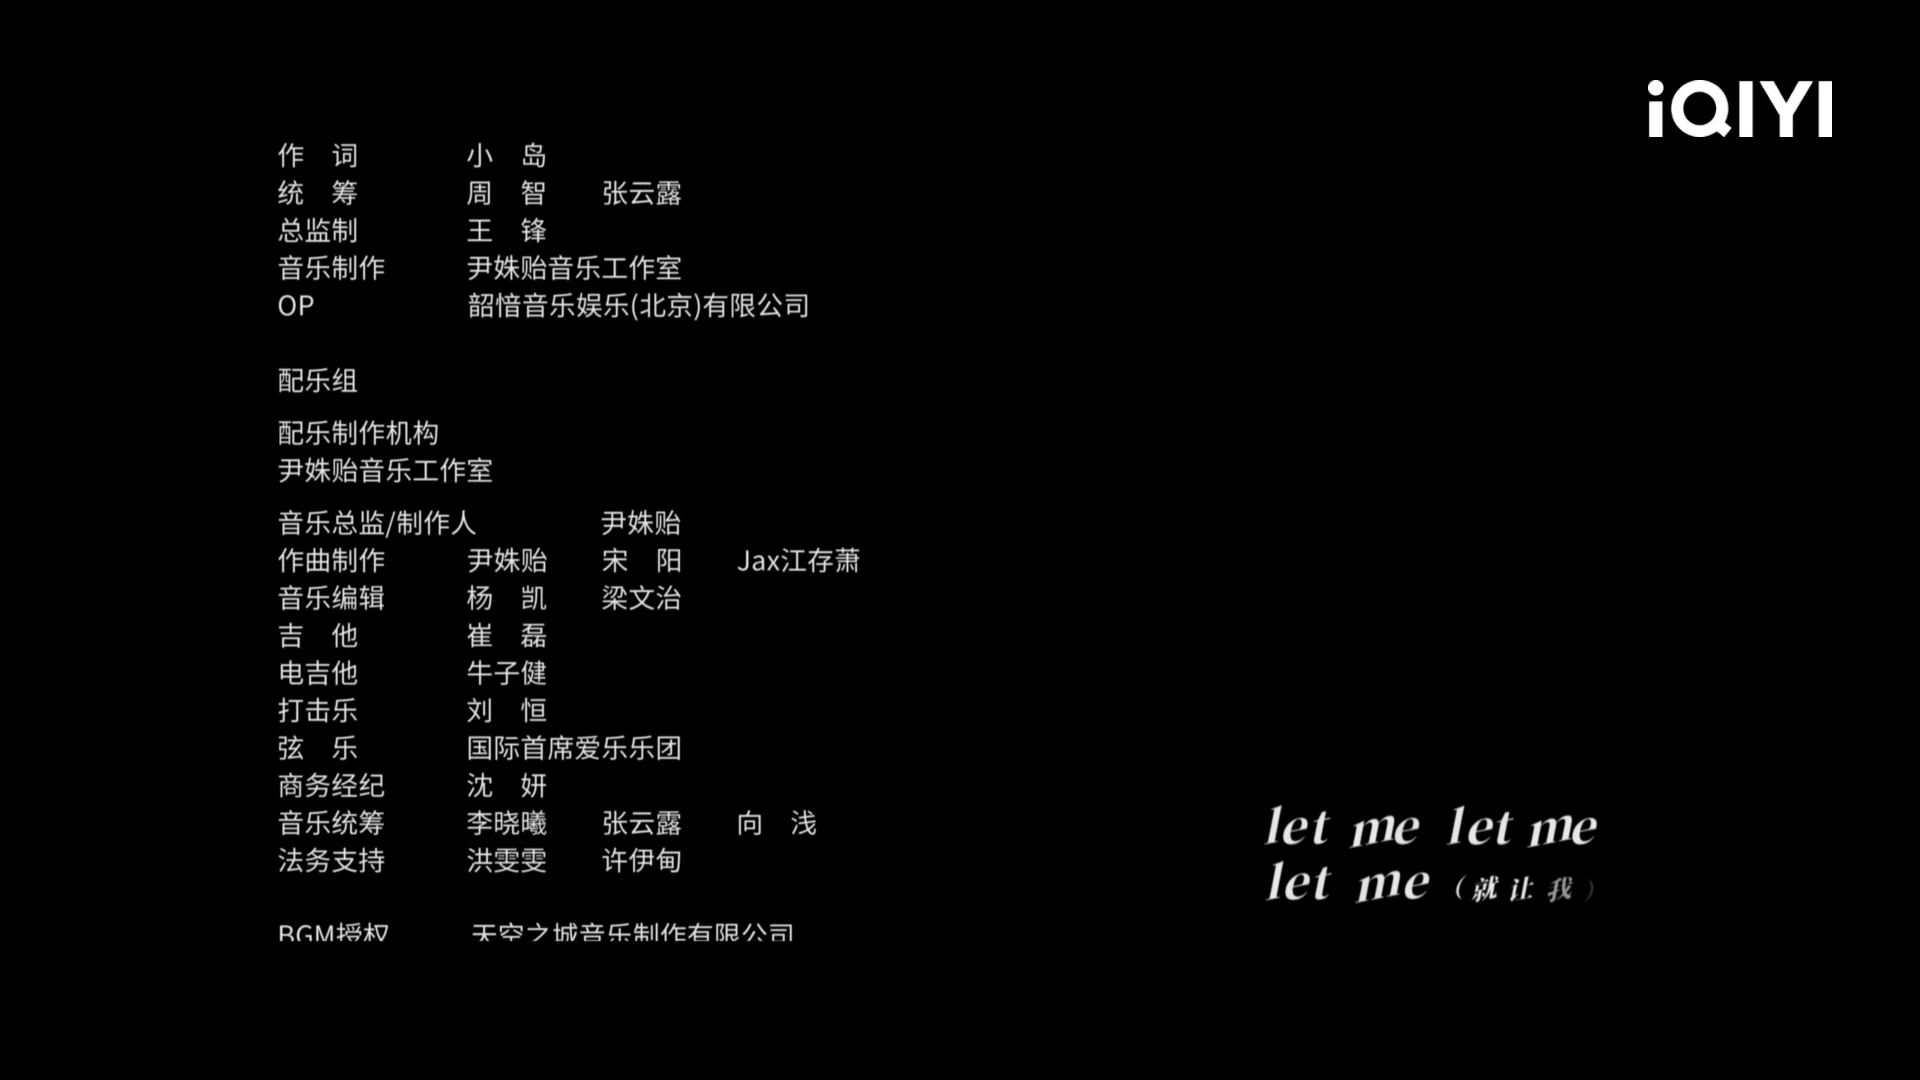 iQIYI
作 词 小 岛
统 筹 周 智 张云露
总监制 王 锋
音乐制作 尹姝贻音乐工作室
OP 韶愔音乐娱乐(北京)有限公司
配乐组
配乐制作机构
尹姝贻音乐工作室
音乐总监/制作人 尹姝贻
作曲制作 尹姝贻 宋 阳 Jax江存萧
音乐编辑 杨 凯 梁文治
吉 他 崔 磊
电吉他 牛子健
打击乐 刘 恒
弦 乐 国际首席爱乐乐团
商务经纪 沈 妍
音乐统筹 李晓曦 张云露 向 浅
法务支持 洪雯雯 许伊甸
BGM授权 天空之城音乐制作有限公司
let me let me
let me (就让我)